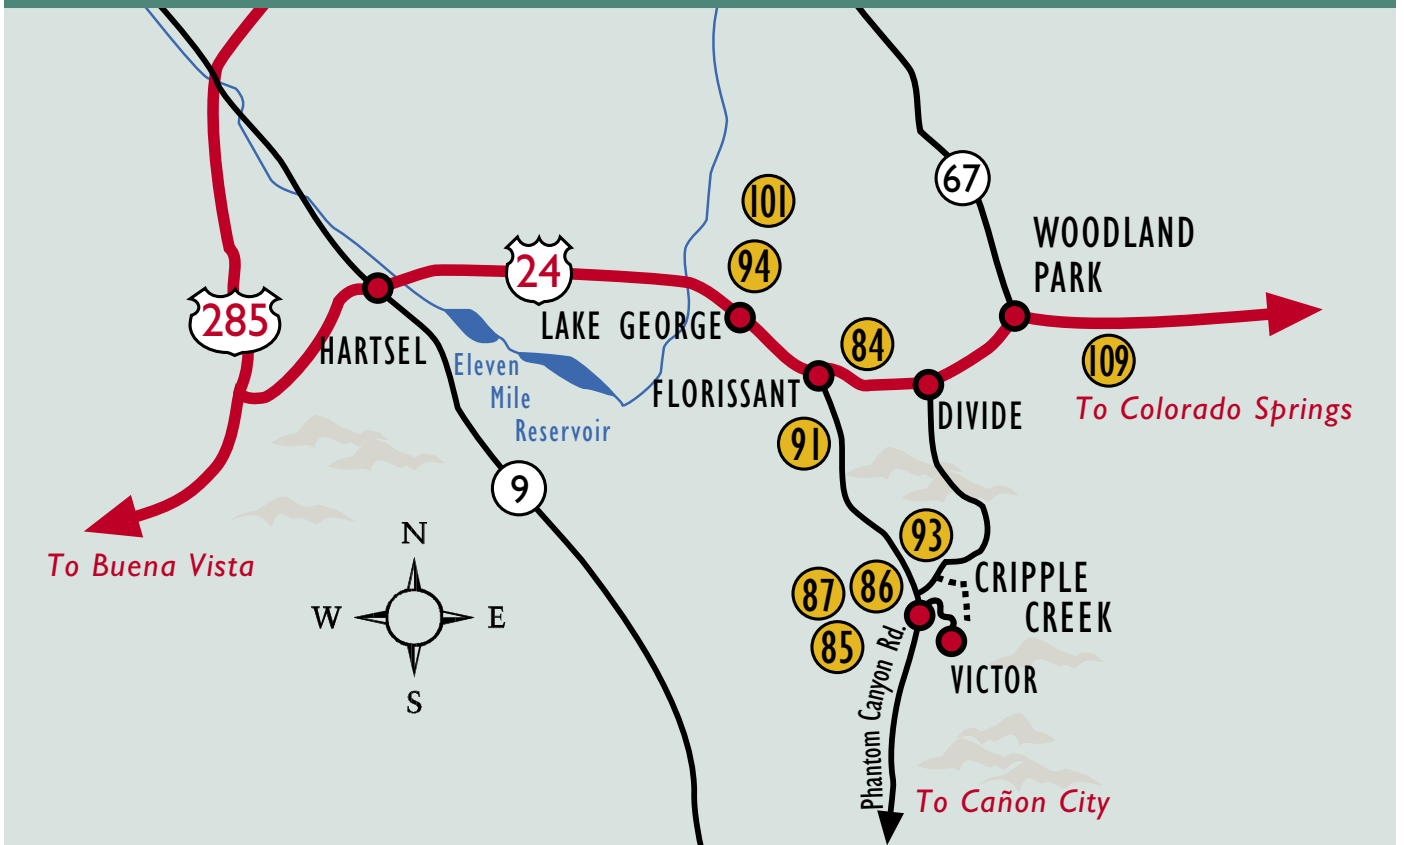 67
101
WOODLAND
PARK
94
24
285
LAKE GEORGE
HARTSEL
84
109
Eleven
Mile
Reservoir
FLORISSANT
To Colorado Springs
DIVIDE
91
9
N
W
E
S
To Buena Vista
93
CRIPPLE
CREEK
86
87
85
VICTOR
Phantom Canyon Rd.
To Cañon City